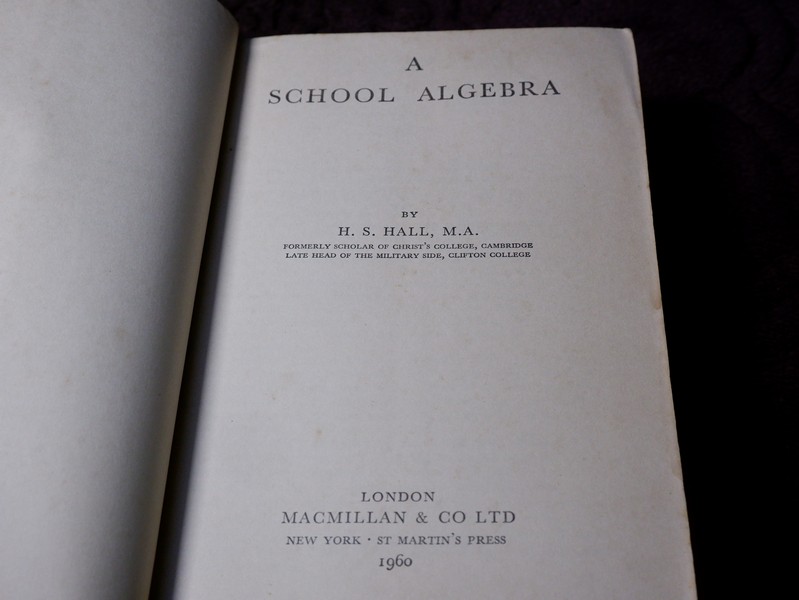 A
SCHOOL ALGEBRA
BY
H. S. HALL, M.A.
FORMERLY SCHOLAR OF CHRIST'S COLLEGE, CAMBRIDGE
LATE HEAD OF THE MILITARY SIDE, CLIFTON COLLEGE
LONDON
MACMILLAN & CO LTD
NEW YORK · ST MARTIN'S PRESS
1960